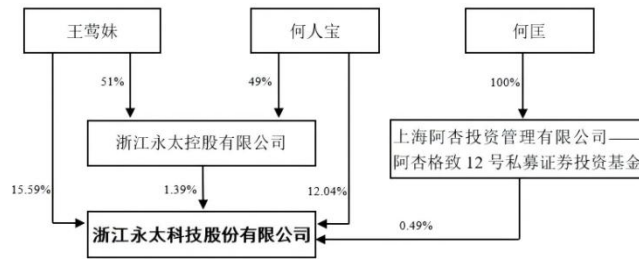 王莺妹
何人宝
何匡
51%
49%
100%
浙江永太控股有限公司
上海阿杏投资管理有限公司——
阿杏格致 12 号私募证券投资基金
15.59%
1.39%
12.04%
0.49%
浙江永太科技股份有限公司